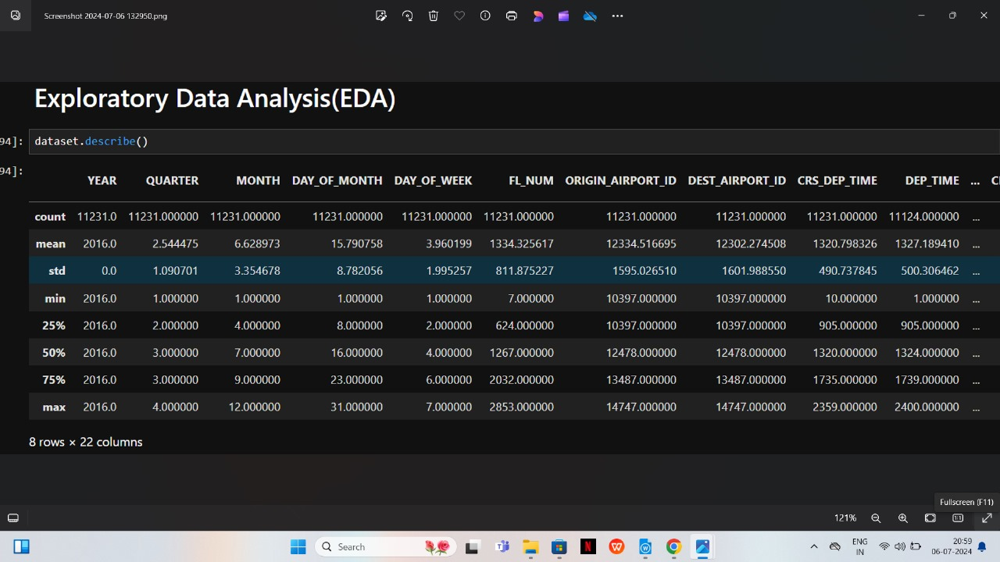 Screenshot 2024-07-06 132950.png
Exploratory Data Analysis(EDA)
94]: dataset.describe()
94]:
YEAR QUARTER MONTH DAY_OF_MONTH DAY_OF_WEEK FL_NUM ORIGIN_AIRPORT_ID DEST_AIRPORT_ID CRS_DEP_TIME DEP_TIME ...
count 11231.0 11231.000000 11231.000000 11231.000000 11231.000000 11231.000000 11231.000000 11231.000000 11231.000000 11124.000000 ...
mean 2016.0 2.544475 6.628973 15.790758 3.960199 1334.325617 12334.516695 12302.274508 1320.798326 1327.189410 ...
std 0.0 1.090701 3.354678 8.782056 1.995257 811.875227 1595.026510 1601.988550 490.737845 500.306462 ...
min 2016.0 1.000000 1.000000 1.000000 1.000000 7.000000 10397.000000 10397.000000 10.000000 1.000000 ...
25% 2016.0 2.000000 4.000000 8.000000 2.000000 624.000000 10397.000000 10397.000000 905.000000 905.000000 ...
50% 2016.0 3.000000 7.000000 16.000000 4.000000 1267.000000 12478.000000 12478.000000 1320.000000 1324.000000 ...
75% 2016.0 3.000000 9.000000 23.000000 6.000000 2032.000000 13487.000000 13487.000000 1735.000000 1739.000000 ...
max 2016.0 4.000000 12.000000 31.000000 7.000000 2853.000000 14747.000000 14747.000000 2359.000000 2400.000000 ...
8 rows × 22 columns
Fullscreen (F11)
121%
Search
ENG
IN
20:59
06-07-2024